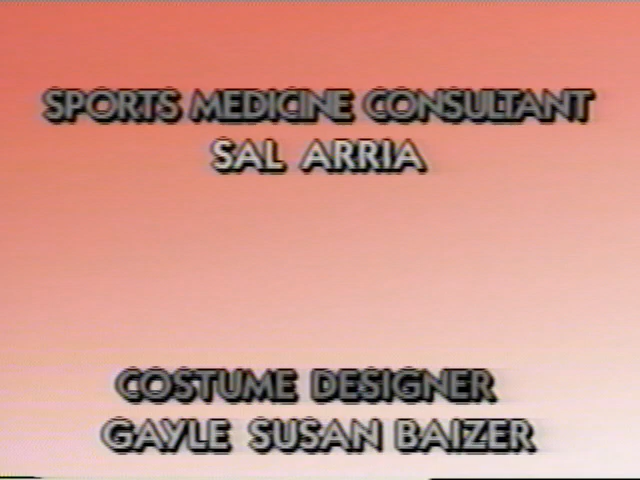 SPORTS MEDICINE CONSULTANT
SAL ARRIA
COSTUME DESIGNER
GAYLE SUSAN BAIZER